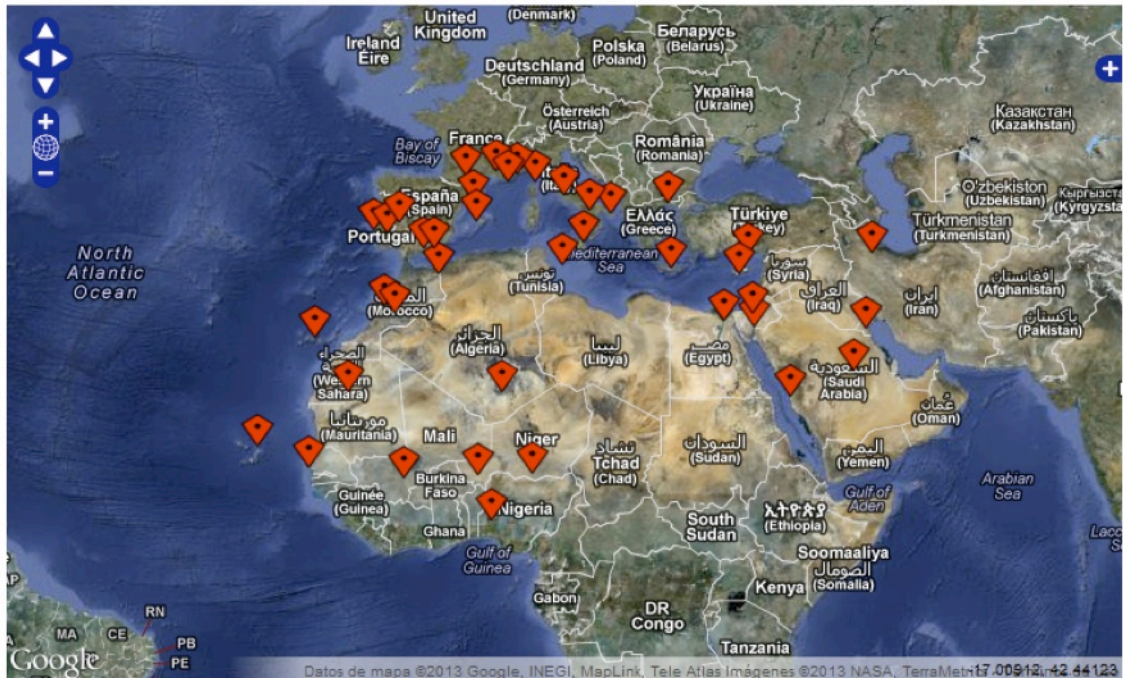 (Denmark)
United
Kingdom
Беларусь
(Belarus)
Ireland
Éire
Polska
(Poland)
Deutschland
(Germany)
Україна
(Ukraine)
Österreich
(Austria)
Казахстан
(Kazakhstan)
France
Bay of
Biscay
România
(Romania)
O'zbekiston
(Uzbekistan)
Кыргызста
(Kyrgyzsta
España
(Spain)
Portugal
Ελλάς
(Greece)
Türkiye
Türkmenistan
(Turkmenistan)
North
Atlantic
Ocean
Sea
تونس
(Tunisia)
سوريا
(Syria)
العراق
(Iraq)
ایران
(Iran)
افغانستان
(Afghanistan)
پاکستان
(Pakistan)
(Morocco)
الجزائر
(Algeria)
ليبيا
(Libya)
مصر
(Egypt)
السعودية
(Saudi
Arabia)
عُمان
(Oman)
الصحراء
Sahara)
موريتانيا
(Mauritania)
Mali
Niger
تشاد
Tchad
(Chad)
السودان
(Sudan)
اليمن
(Yemen)
Arabian
Sea
Burkina
Faso
Guinée
(Guinea)
Nigeria
Gulf of
Aden
ኢትዮጵያ
(Ethiopia)
Ghana
South
Sudan
Gulf of
Guinea
Soomaaliya
الصومال
(Somalia)
Kenya
Gabon
DR
Congo
Tanzania
RN
MA
CE
PB
PE
Google
Datos de mapa ©2013 Google, INEGI, MapLink, Tele Atlas Imágenes ©2013 NASA, TerraMetrics
-17.00912, 42.44123